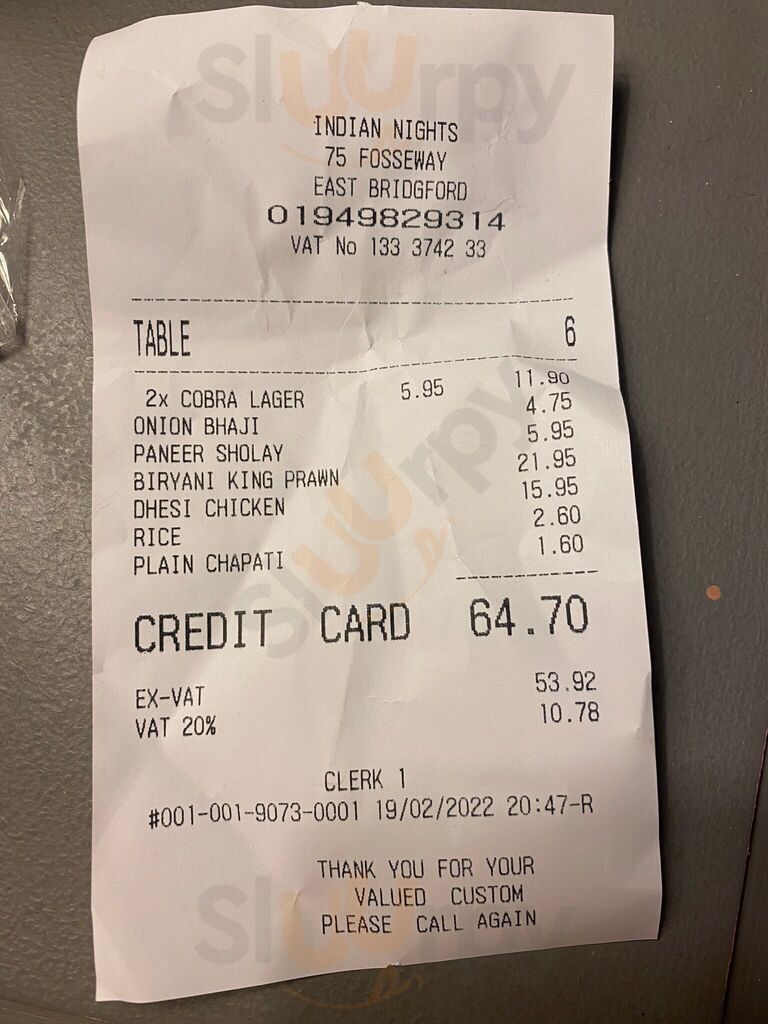 Sluurpy
INDIAN NIGHTS
75 FOSSEWAY
EAST BRIDGFORD
01949829314
VAT No 133 3742 33
TABLE 6
2x COBRA LAGER 5.95 11.90
ONION BHAJI 4.75
PANEER SHOLAY 5.95
BIRYANI KING PRAWN 21.95
DHESI CHICKEN 15.95
RICE 2.60
PLAIN CHAPATI 1.60
Sluurpy
CREDIT CARD 64.70
EX-VAT 53.92
VAT 20% 10.78
CLERK 1
#001-001-9073-0001 19/02/2022 20:47-R
THANK YOU FOR YOUR
VALUED CUSTOM
PLEASE CALL AGAIN
Sluurpy